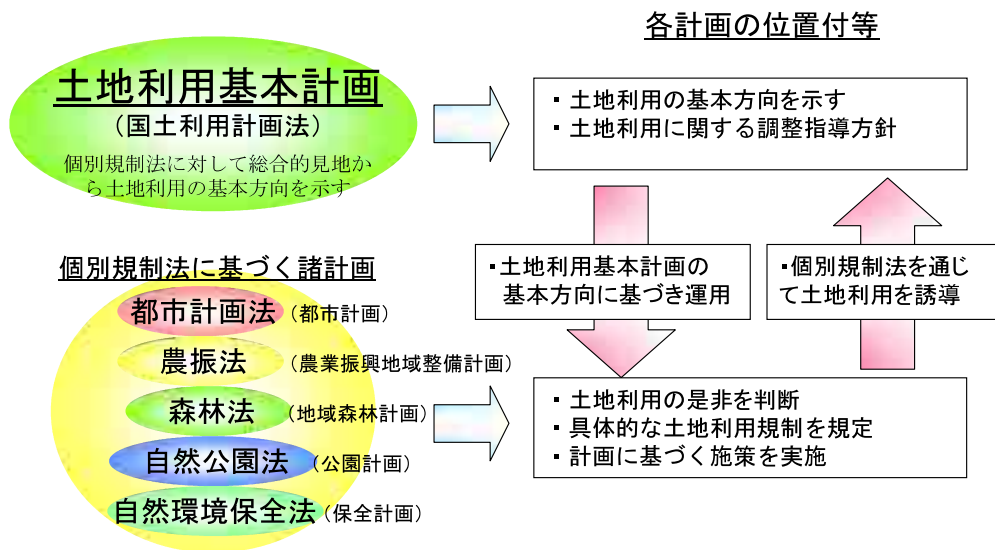 各計画の位置付等
土地利用基本計画
（国土利用計画法）
個別規制法に対して総合的見地か
ら土地利用の基本方向を示す
・土地利用の基本方向を示す
・土地利用に関する調整指導方針
・土地利用基本計画の
基本方向に基づき運用
・個別規制法を通じ
て土地利用を誘導
個別規制法に基づく諸計画
都市計画法（都市計画）
農振法（農業振興地域整備計画）
森林法（地域森林計画）
自然公園法（公園計画）
自然環境保全法（保全計画）
・土地利用の是非を判断
・具体的な土地利用規制を規定
・計画に基づく施策を実施